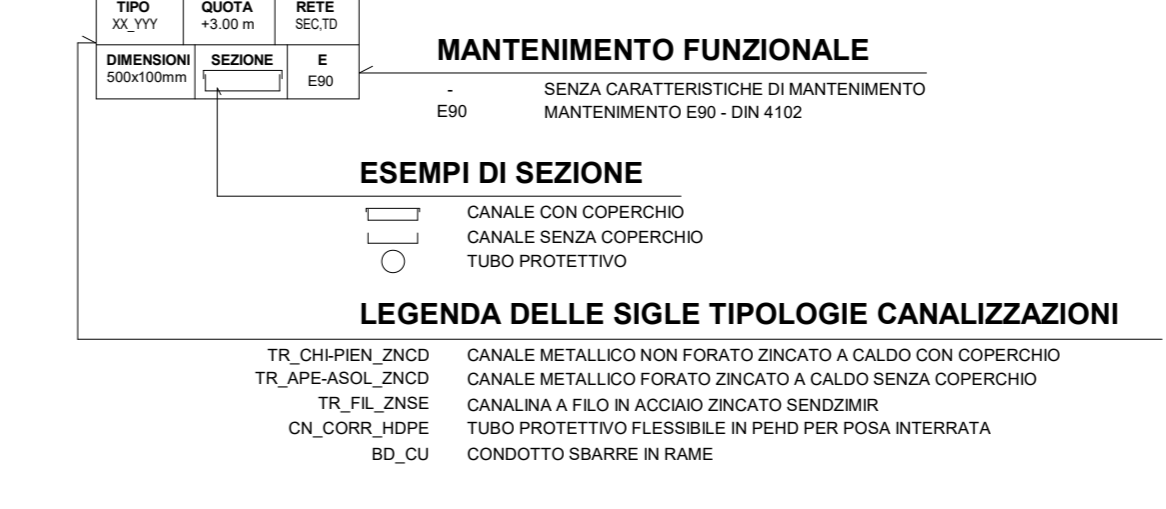 TIPO QUOTA RETE
XX_YYY +3.00 m SEC,TD
DIMENSIONI SEZIONE E
500x100mm E90
MANTENIMENTO FUNZIONALE
- SENZA CARATTERISTICHE DI MANTENIMENTO
E90 MANTENIMENTO E90 - DIN 4102
ESEMPI DI SEZIONE
CANALE CON COPERCHIO
CANALE SENZA COPERCHIO
TUBO PROTETTIVO
LEGENDA DELLE SIGLE TIPOLOGIE CANALIZZAZIONI
TR_CHI-PIEN_ZNCD CANALE METALLICO NON FORATO ZINCATO A CALDO CON COPERCHIO
TR_APE-ASOL_ZNCD CANALE METALLICO FORATO ZINCATO A CALDO SENZA COPERCHIO
TR_FIL_ZNSE CANALINA A FILO IN ACCIAIO ZINCATO SENDZIMIR
CN_CORR_HDPE TUBO PROTETTIVO FLESSIBILE IN PEHD PER POSA INTERRATA
BD_CU CONDOTTO SBARRE IN RAME